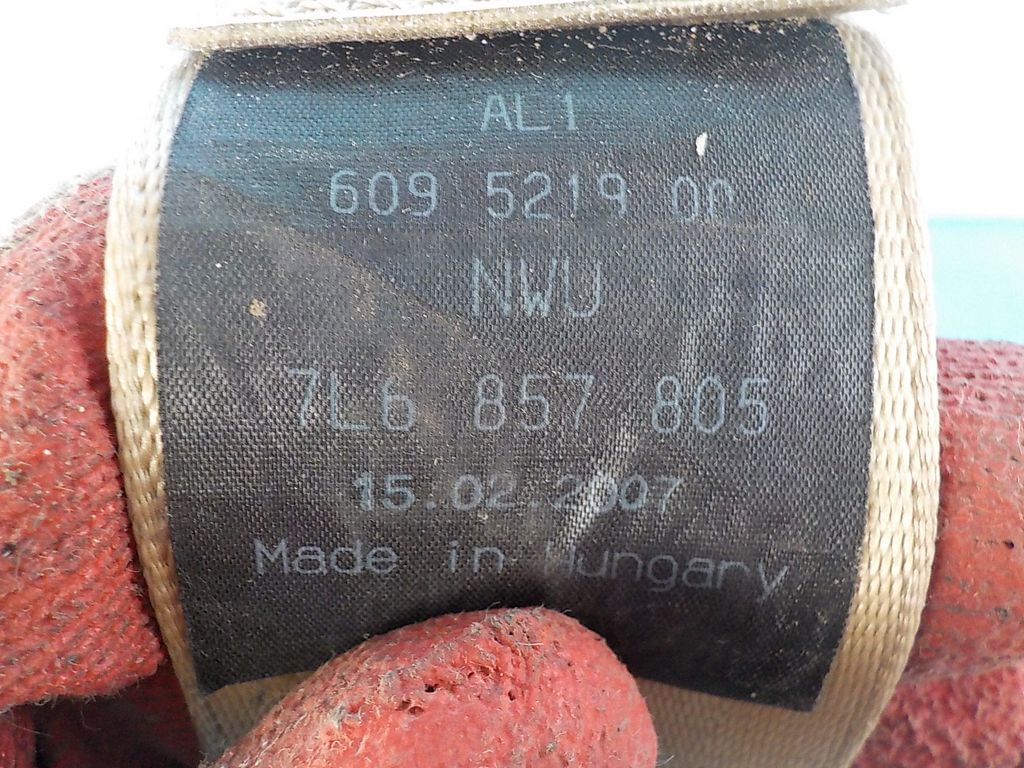 AL1
609 5219 00
NWU
7L6 857 805
15.02.2007
Made in Hungary